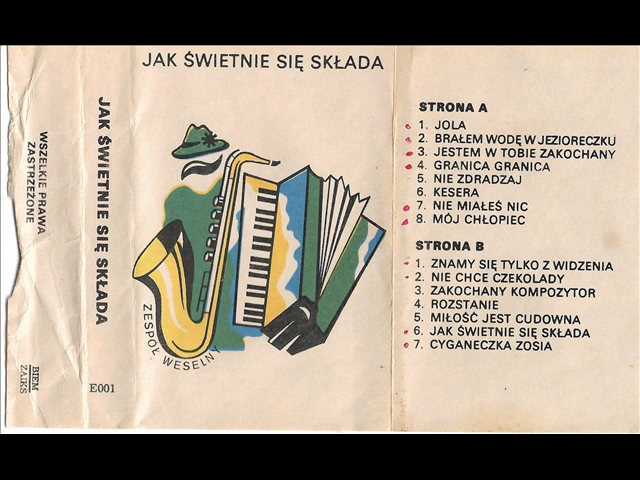 WSZELKIE PRAWA
ZASTRZEŻONE
BIEM
ZAIKS
JAK ŚWIETNIE SIĘ SKŁADA
E001
JAK ŚWIETNIE SIĘ SKŁADA
ZESPÓŁ WESELNY
STRONA A
1. JOLA
2. BRAŁEM WODĘ W JEZIORECZKU
3. JESTEM W TOBIE ZAKOCHANY
4. GRANICA GRANICA
5. NIE ZDRADZAJ
6. KESERA
7. NIE MIAŁEŚ NIC
8. MÓJ CHŁOPIEC
STRONA B
1. ZNAMY SIĘ TYLKO Z WIDZENIA
2. NIE CHCE CZEKOLADY
3. ZAKOCHANY KOMPOZYTOR
4. ROZSTANIE
5. MIŁOŚĆ JEST CUDOWNA
6. JAK ŚWIETNIE SIĘ SKŁADA
7. CYGANECZKA ZOSIA